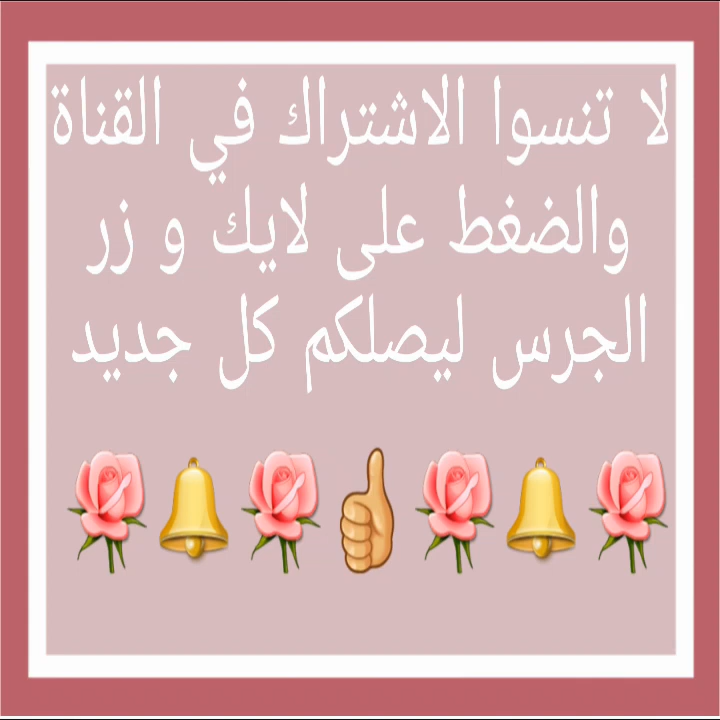 لا تنسوا الاشتراك في القناة
والضغط على لايك و زر
الجرس ليصلكم كل جديد